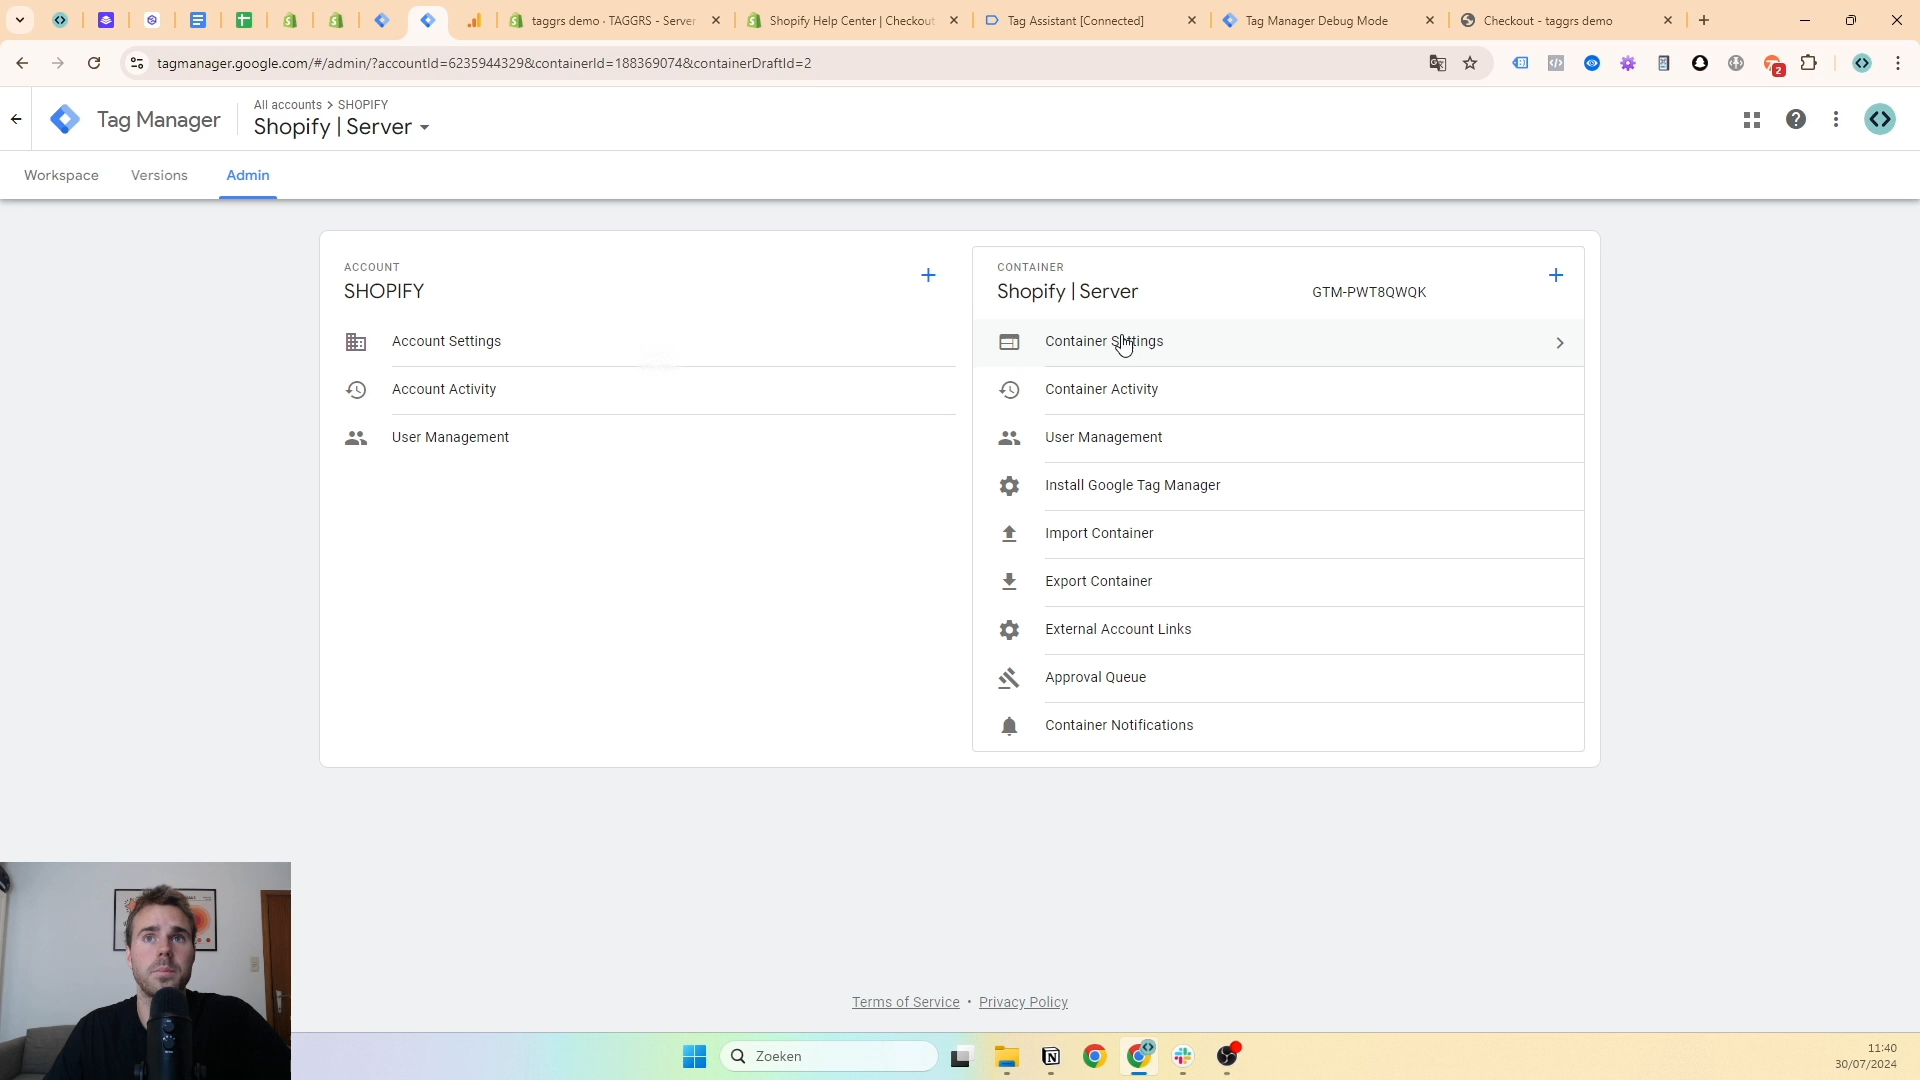 taggrs demo · TAGGRS - Server
Shopify Help Center | Checkout
Tag Assistant [Connected]
Tag Manager Debug Mode
Checkout - taggrs demo
tagmanager.google.com/#/admin/?accountId=6235944329&containerId=188369074&containerDraftId=2
2
Tag Manager
All accounts > SHOPIFY
Shopify | Server
Workspace
Versions
Admin
ACCOUNT
SHOPIFY
Account Settings
Account Activity
User Management
CONTAINER
Shopify | Server
GTM-PWT8QWQK
Container Settings
Container Activity
User Management
Install Google Tag Manager
Import Container
Export Container
External Account Links
Approval Queue
Container Notifications
Terms of Service • Privacy Policy
Zoeken
11:40
30/07/2024